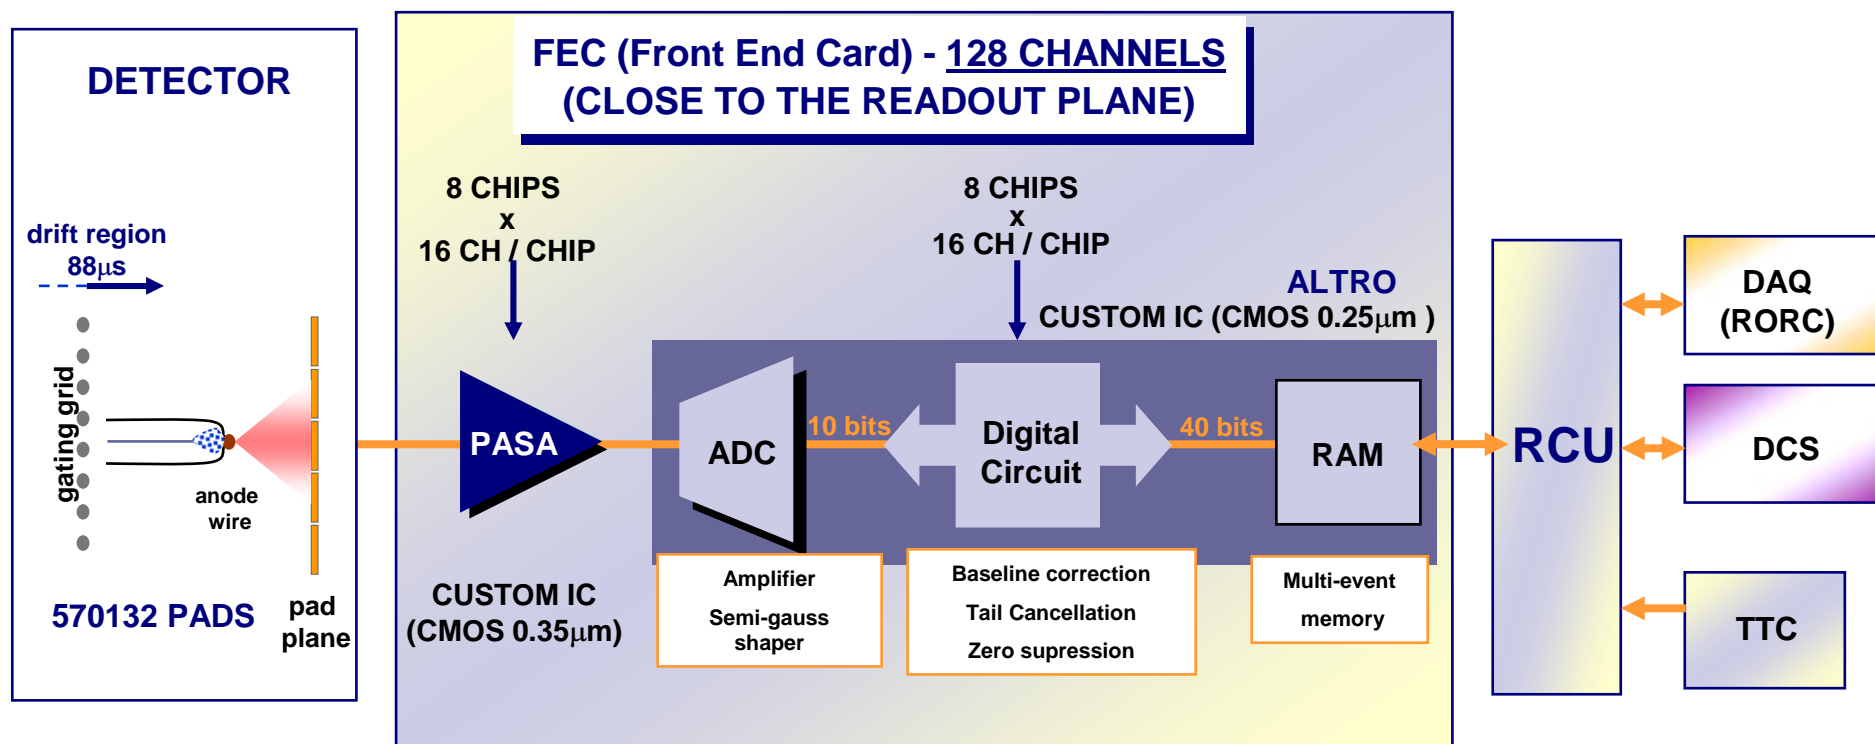 DETECTOR
drift region
88μs
gating grid
anode
wire
570132 PADS
pad
plane
FEC (Front End Card) - 128 CHANNELS
(CLOSE TO THE READOUT PLANE)
8 CHIPS
x
16 CH / CHIP
8 CHIPS
x
16 CH / CHIP
ALTRO
CUSTOM IC (CMOS 0.25μm )
PASA
ADC
10 bits
Digital
Circuit
40 bits
RAM
CUSTOM IC
(CMOS 0.35μm)
Amplifier
Semi-gauss
shaper
Baseline correction
Tail Cancellation
Zero supression
Multi-event
memory
RCU
DAQ
(RORC)
DCS
TTC